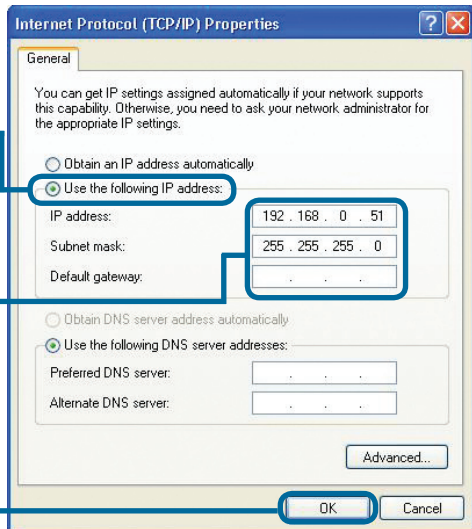 Internet Protocol (TCP/IP) Properties
General
You can get IP settings assigned automatically if your network supports
this capability. Otherwise, you need to ask your network administrator for
the appropriate IP settings.
Obtain an IP address automatically
Use the following IP address:
IP address: 192 . 168 . 0 . 51
Subnet mask: 255 . 255 . 255 . 0
Default gateway: . . .
Obtain DNS server address automatically
Use the following DNS server addresses:
Preferred DNS server: . . .
Alternate DNS server: . . .
Advanced...
OK Cancel